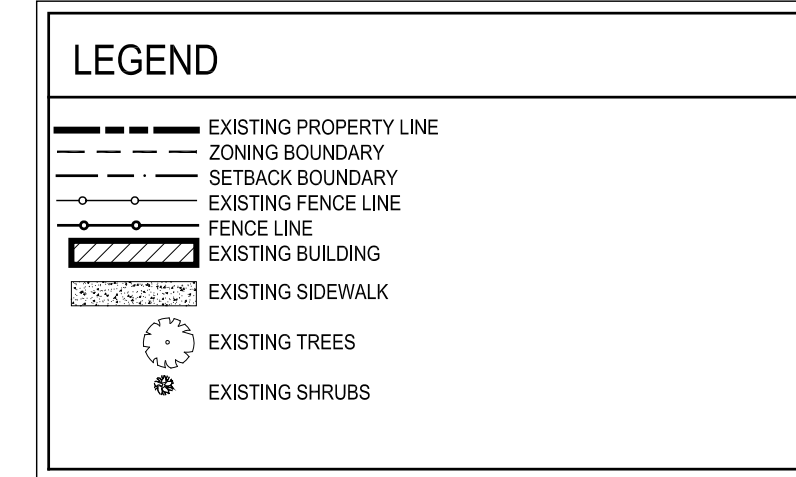 LEGEND
EXISTING PROPERTY LINE
ZONING BOUNDARY
SETBACK BOUNDARY
EXISTING FENCE LINE
FENCE LINE
EXISTING BUILDING
EXISTING SIDEWALK
EXISTING TREES
EXISTING SHRUBS